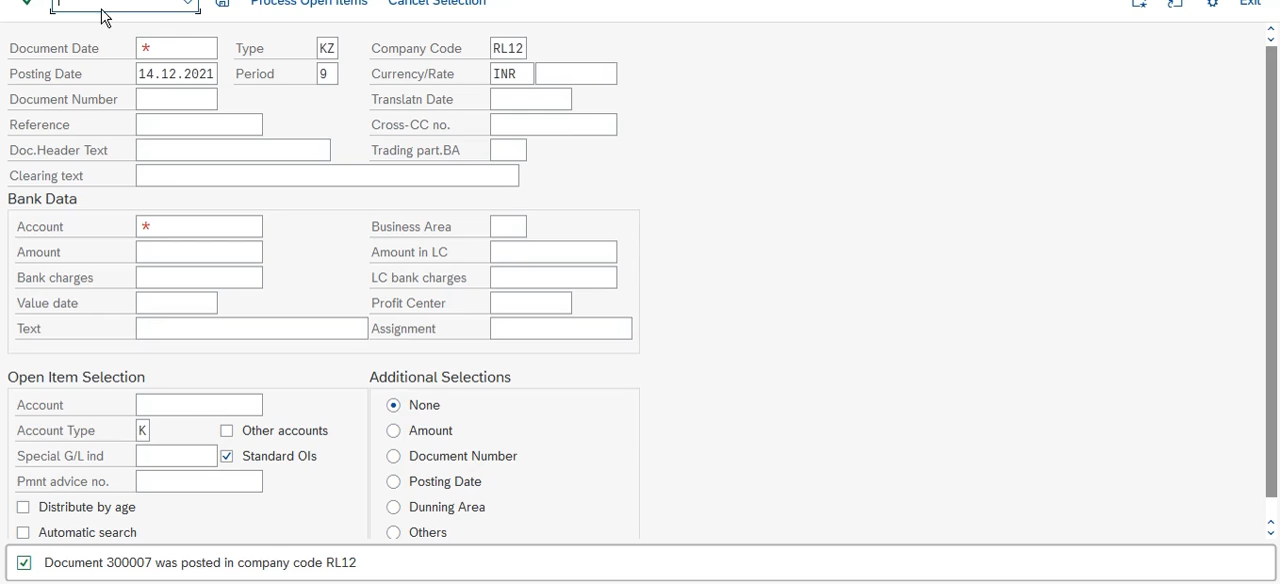 Process Open Items Cancel Selection Exit
Document Date * Type KZ Company Code RL12
Posting Date 14.12.2021 Period 9 Currency/Rate INR
Document Number Translatn Date
Reference Cross-CC no.
Doc.Header Text Trading part.BA
Clearing text
Bank Data
Account * Business Area
Amount Amount in LC
Bank charges LC bank charges
Value date Profit Center
Text Assignment
Open Item Selection Additional Selections
Account None
Account Type K Other accounts Amount
Special G/L ind Standard OIs Document Number
Pmnt advice no. Posting Date
Distribute by age Dunning Area
Automatic search Others
Document 300007 was posted in company code RL12